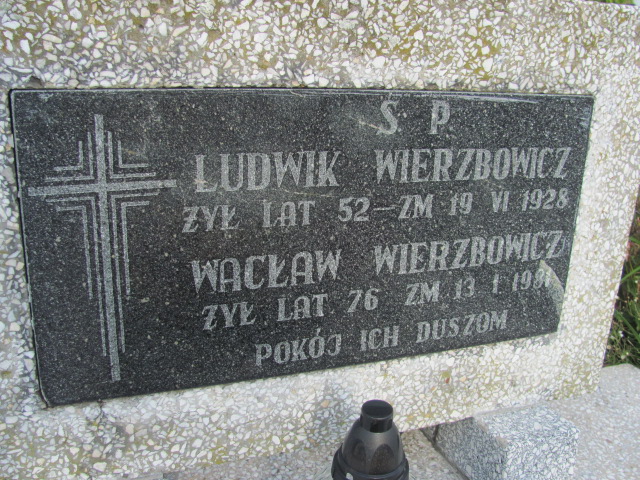 Ś P
LUDWIK WIERZBOWICZ
ŻYŁ LAT 52 — ZM 19 VI 1928
WACŁAW WIERZBOWICZ
ŻYŁ LAT 76 ZM 13 I
POKÓJ ICH DUSZOM